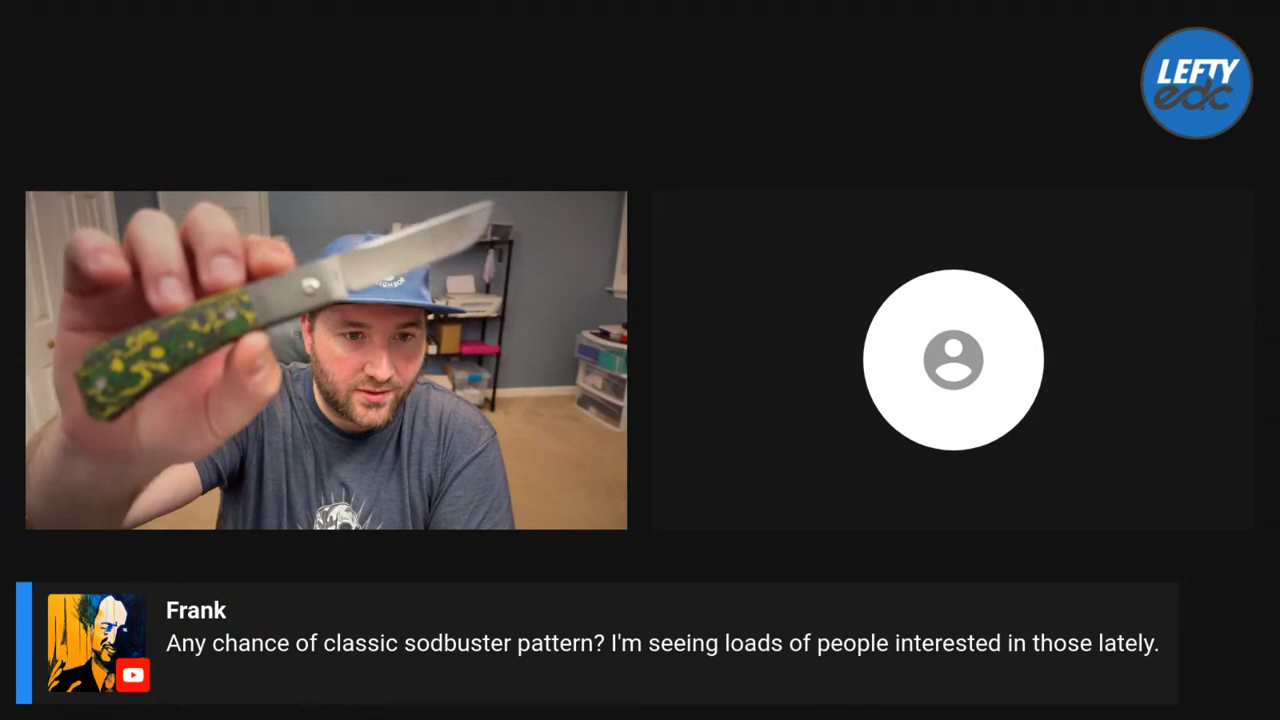 LEFTY
edc
Frank
Any chance of classic sodbuster pattern? I'm seeing loads of people interested in those lately.